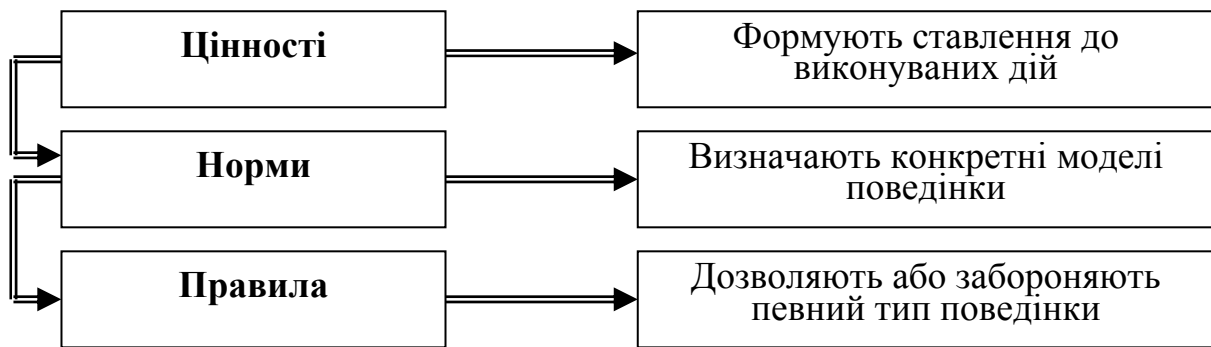 Цінності
Формують ставлення до
виконуваних дій
Норми
Визначають конкретні моделі
поведінки
Правила
Дозволяють або забороняють
певний тип поведінки